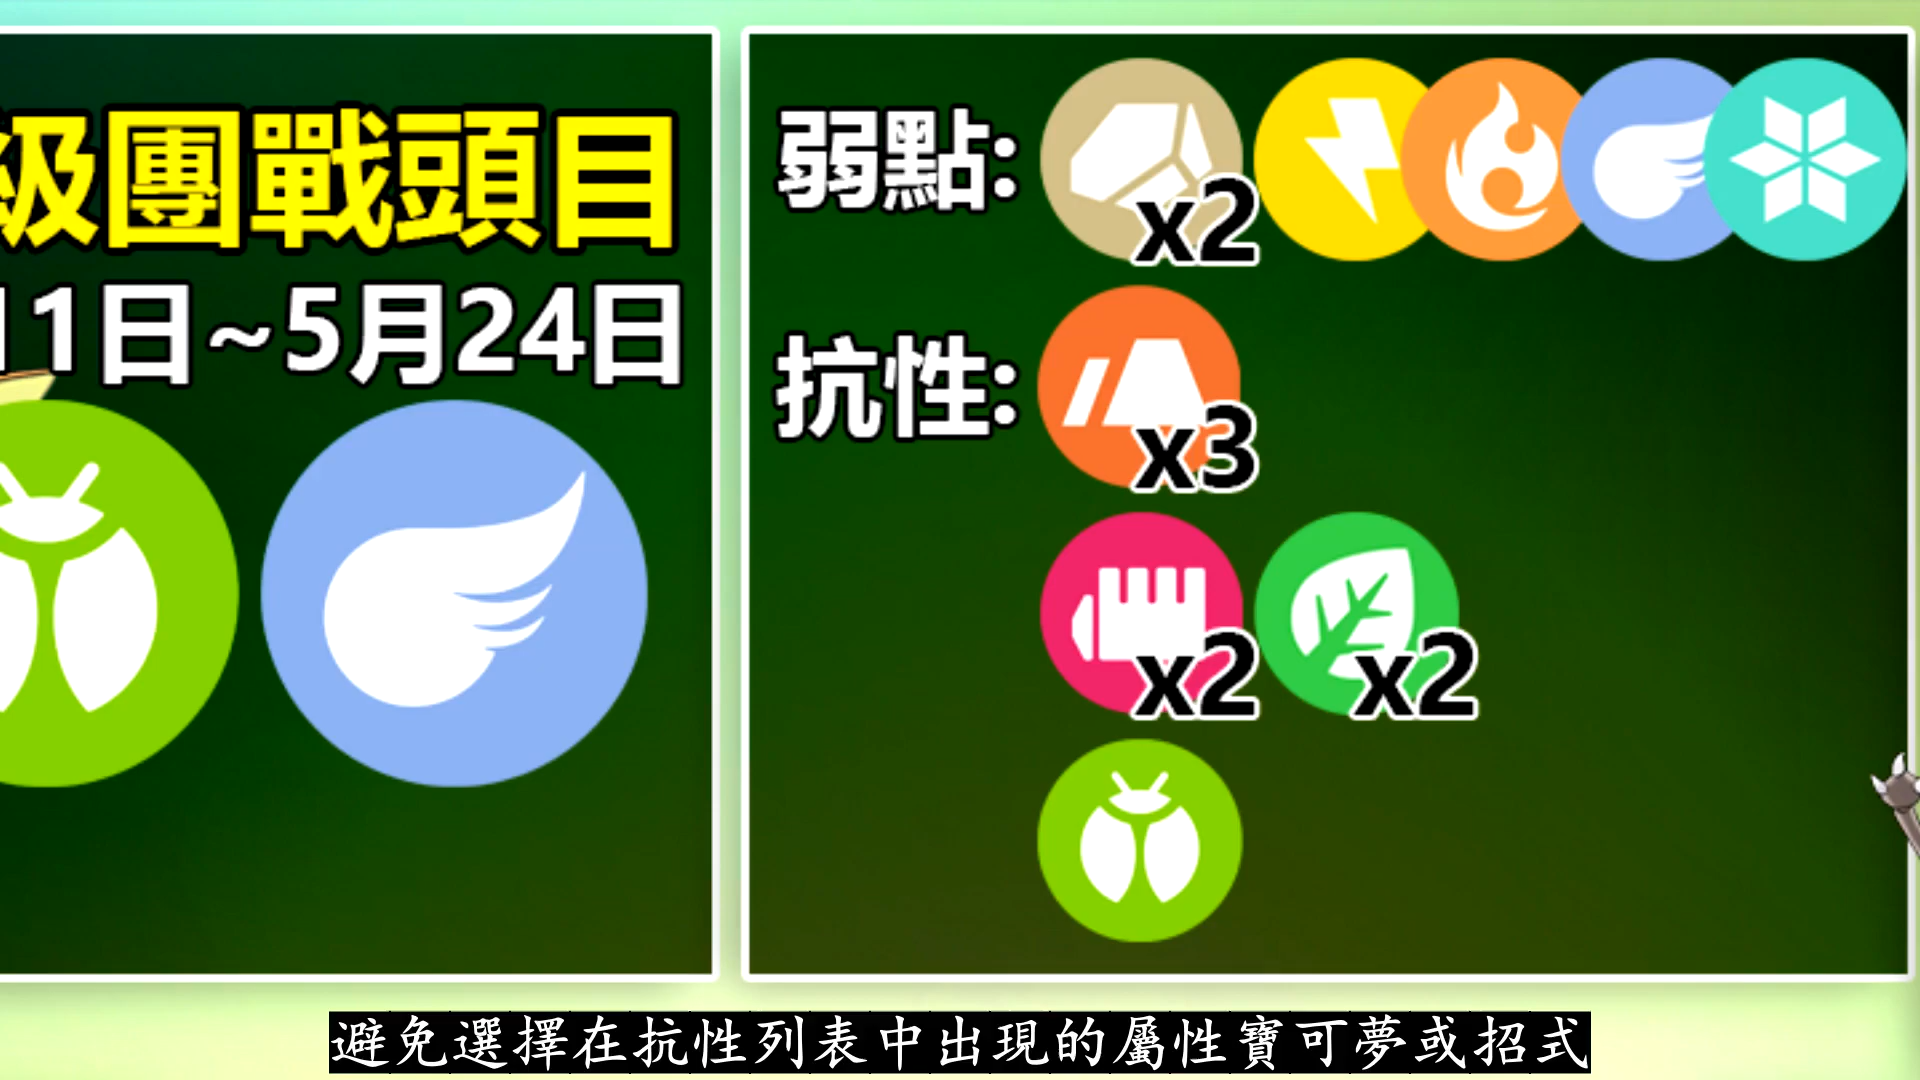 級團戰頭目
11日~5月24日
弱點:
x2
抗性:
x3
x2
x2
避免選擇在抗性列表中出現的屬性寶可夢或招式